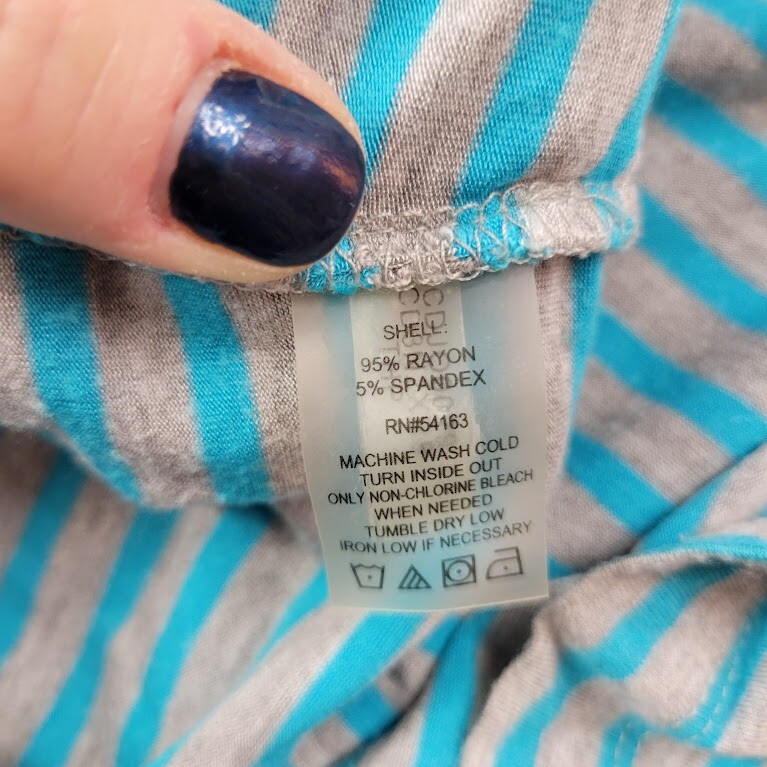 SHELL:
95% RAYON
5% SPANDEX
RN#54163
MACHINE WASH COLD
TURN INSIDE OUT
ONLY NON-CHLORINE BLEACH
WHEN NEEDED
TUMBLE DRY LOW
IRON LOW IF NECESSARY